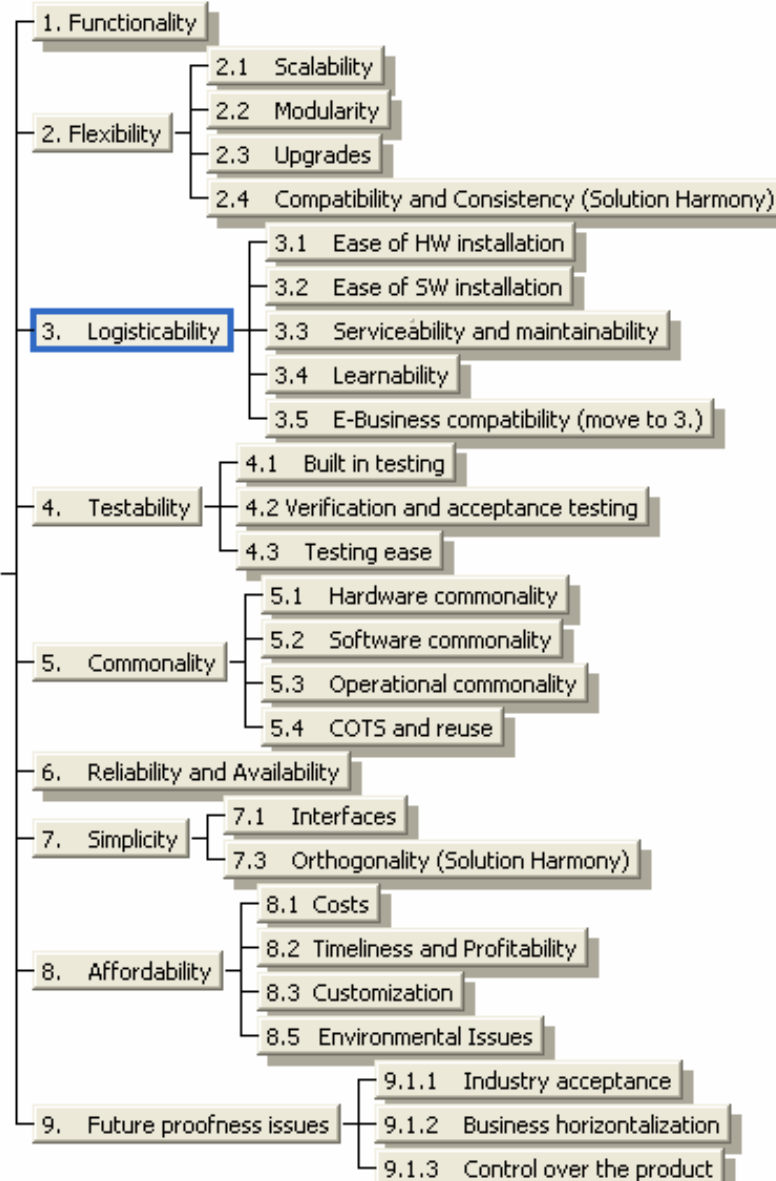 1. Functionality
2. Flexibility
2.1 Scalability
2.2 Modularity
2.3 Upgrades
2.4 Compatibility and Consistency (Solution Harmony)
3. Logisticability
3.1 Ease of HW installation
3.2 Ease of SW installation
3.3 Serviceability and maintainability
3.4 Learnability
3.5 E-Business compatibility (move to 3.)
4. Testability
4.1 Built in testing
4.2 Verification and acceptance testing
4.3 Testing ease
5. Commonality
5.1 Hardware commonality
5.2 Software commonality
5.3 Operational commonality
5.4 COTS and reuse
6. Reliability and Availability
7. Simplicity
7.1 Interfaces
7.3 Orthogonality (Solution Harmony)
8. Affordability
8.1 Costs
8.2 Timeliness and Profitability
8.3 Customization
8.5 Environmental Issues
9. Future proofness issues
9.1.1 Industry acceptance
9.1.2 Business horizontalization
9.1.3 Control over the product